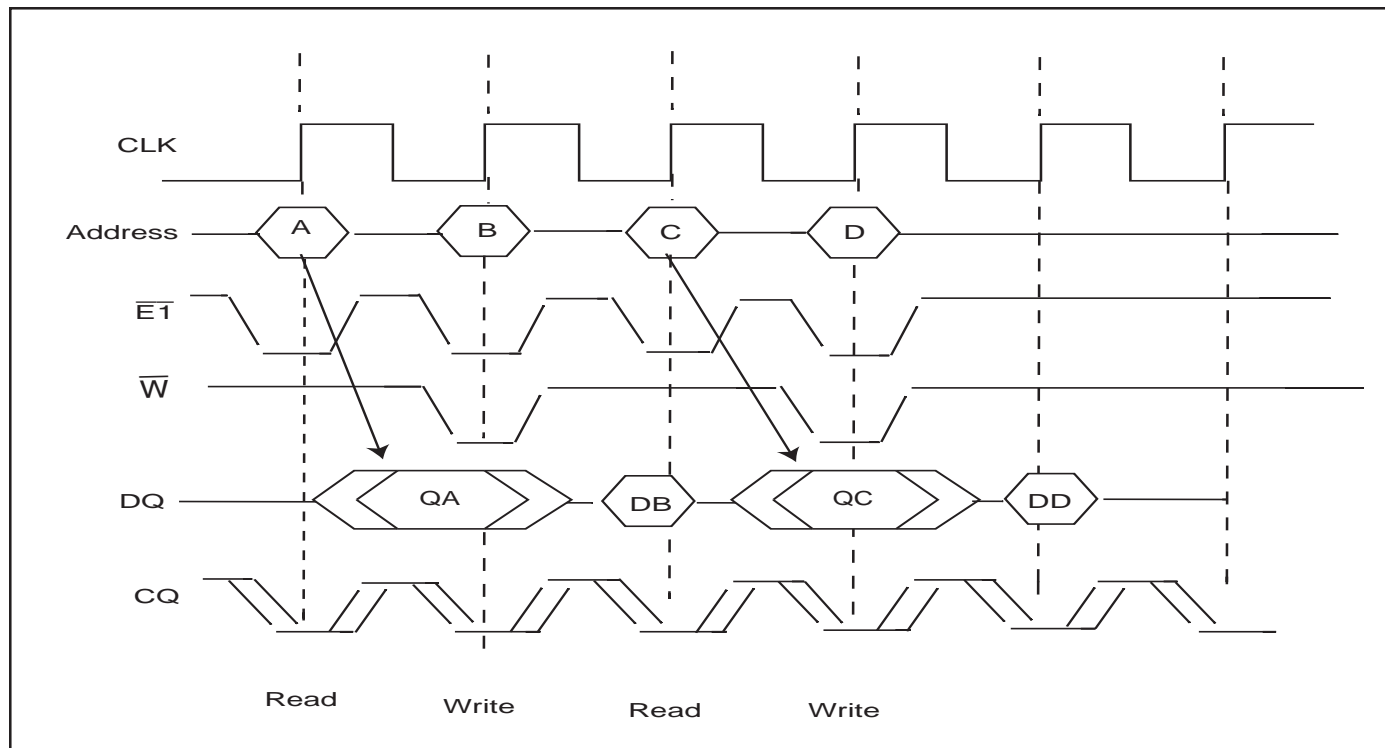 CLK
Address A B C D
E1
W
DQ QA DB QC DD
CQ
Read Write Read Write